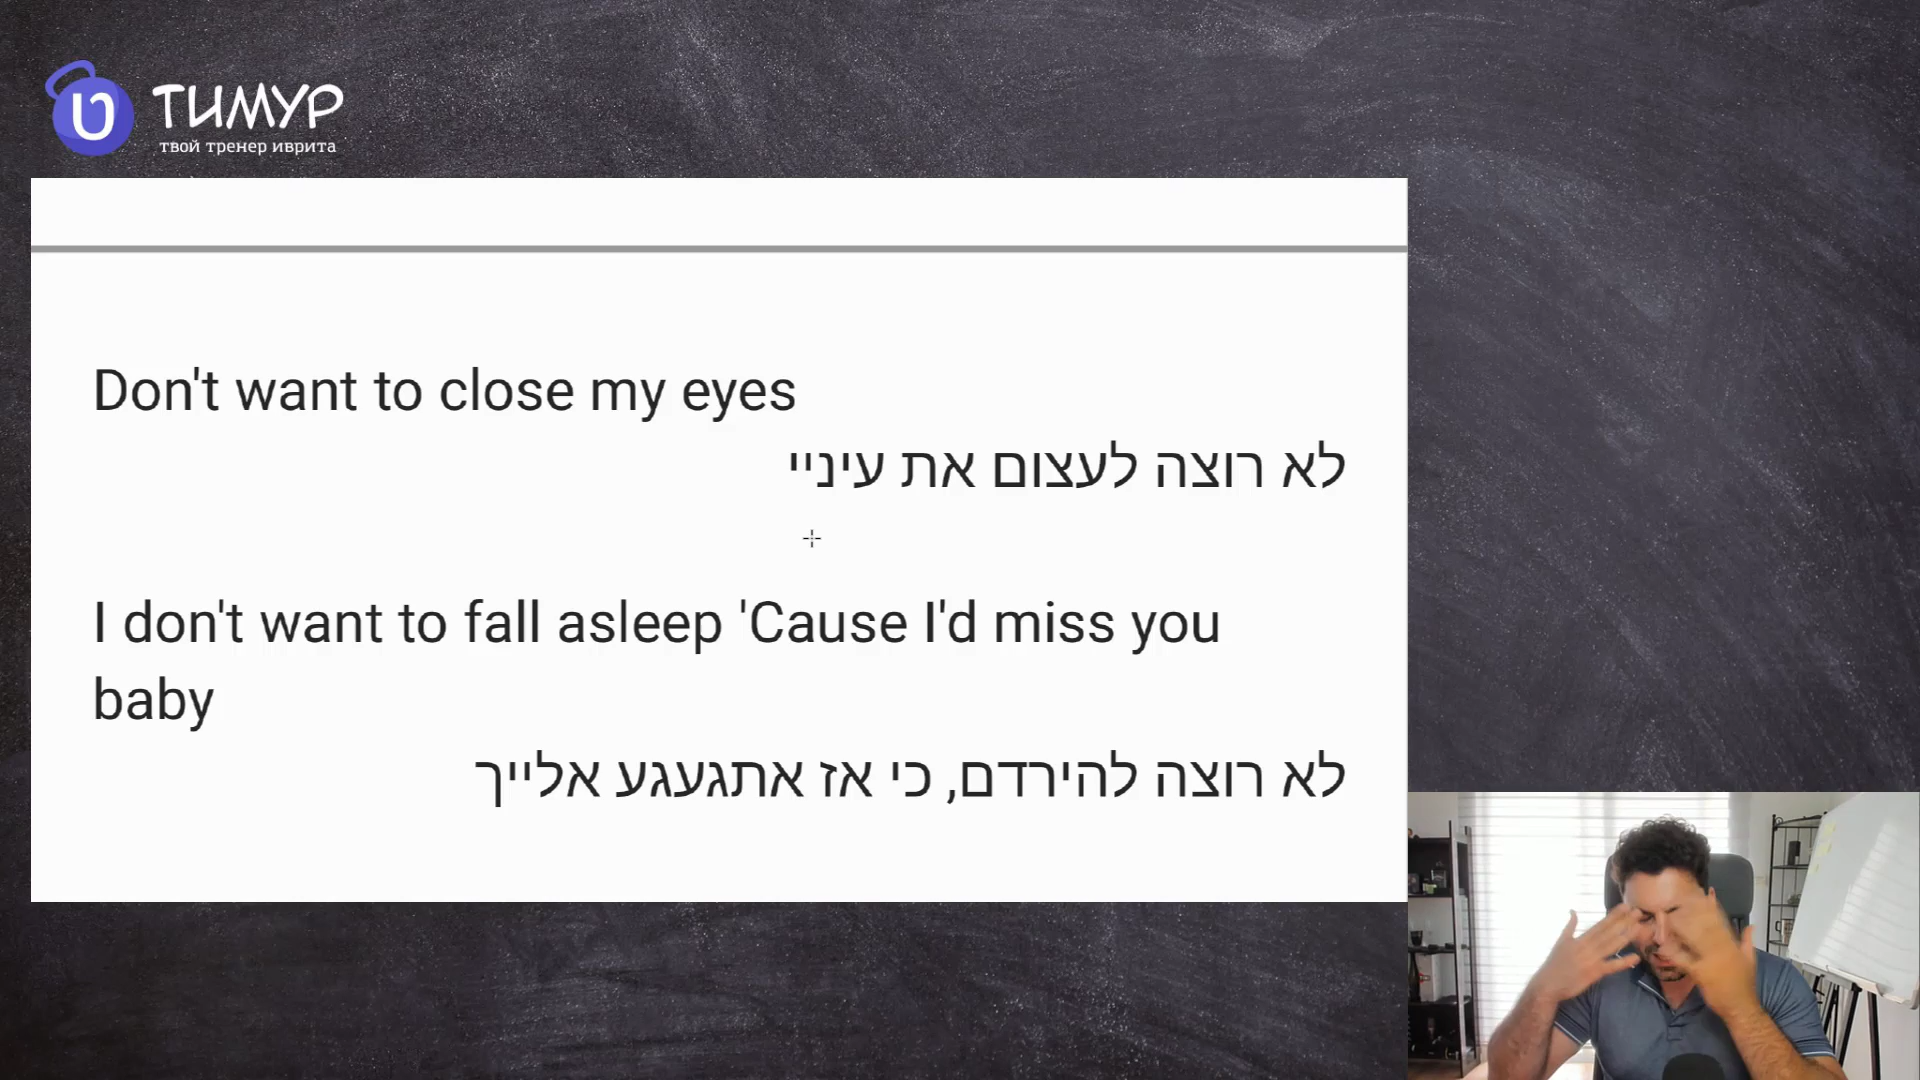 ТИМУР
твой тренер иврита
Don't want to close my eyes
לא רוצה לעצום את עיניי
I don't want to fall asleep 'Cause I'd miss you
baby
לא רוצה להירדם, כי אז אתגעגע אלייך